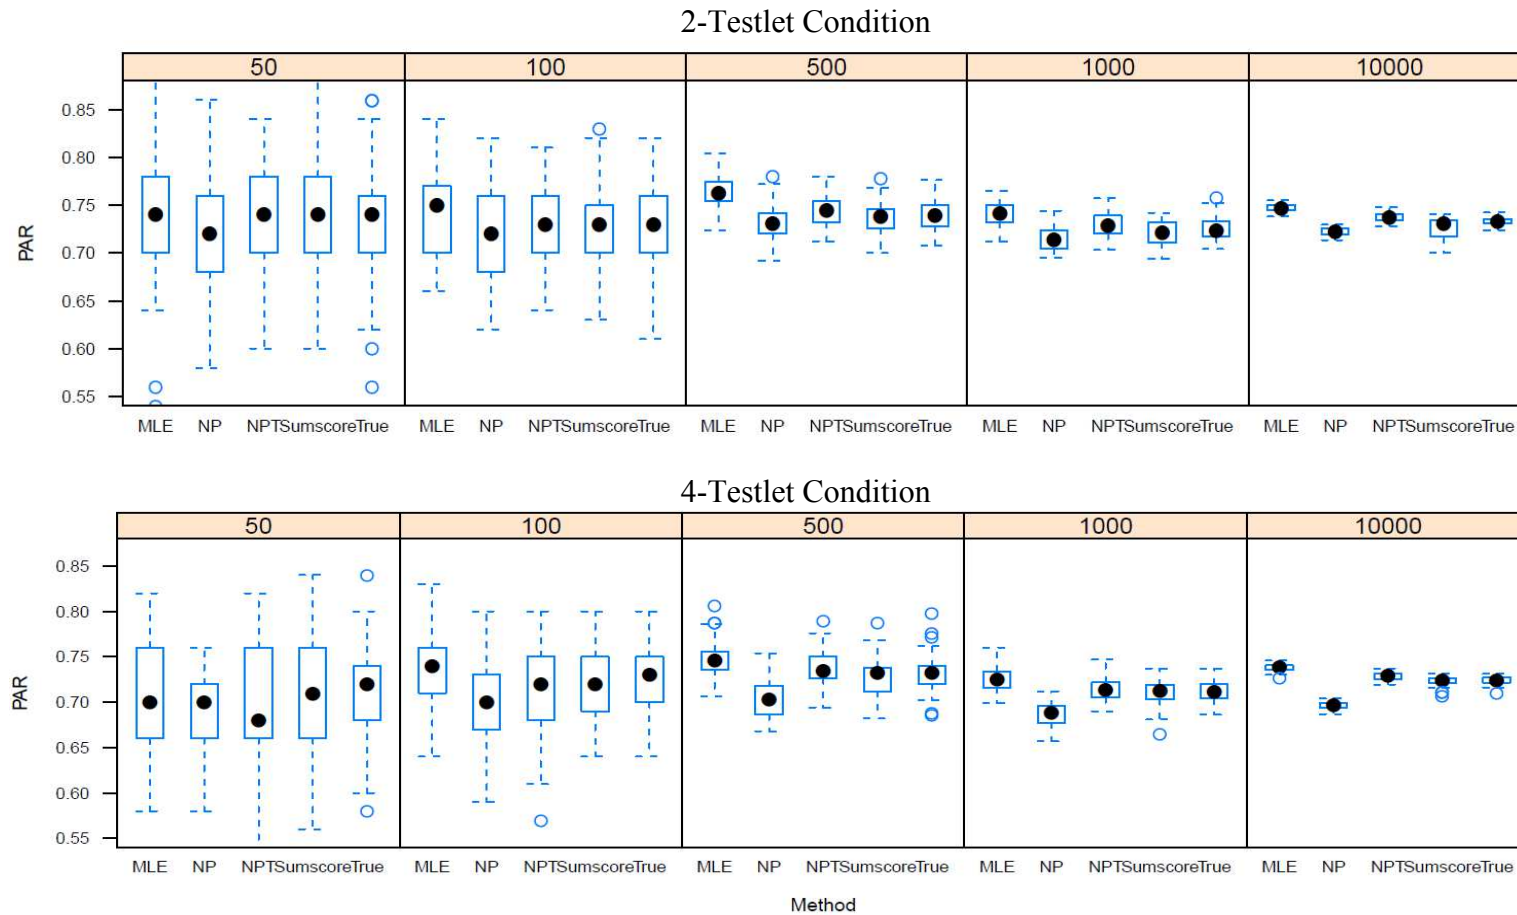 2-Testlet Condition
50 100 500 1000 10000
0.85
0.80
0.75
0.70
0.65
0.60
0.55
PAR
MLE NP NPTSumscoreTrue MLE NP NPTSumscoreTrue MLE NP NPTSumscoreTrue MLE NP NPTSumscoreTrue MLE NP NPTSumscoreTrue
4-Testlet Condition
50 100 500 1000 10000
0.85
0.80
0.75
0.70
0.65
0.60
0.55
PAR
MLE NP NPTSumscoreTrue MLE NP NPTSumscoreTrue MLE NP NPTSumscoreTrue MLE NP NPTSumscoreTrue MLE NP NPTSumscoreTrue
Method